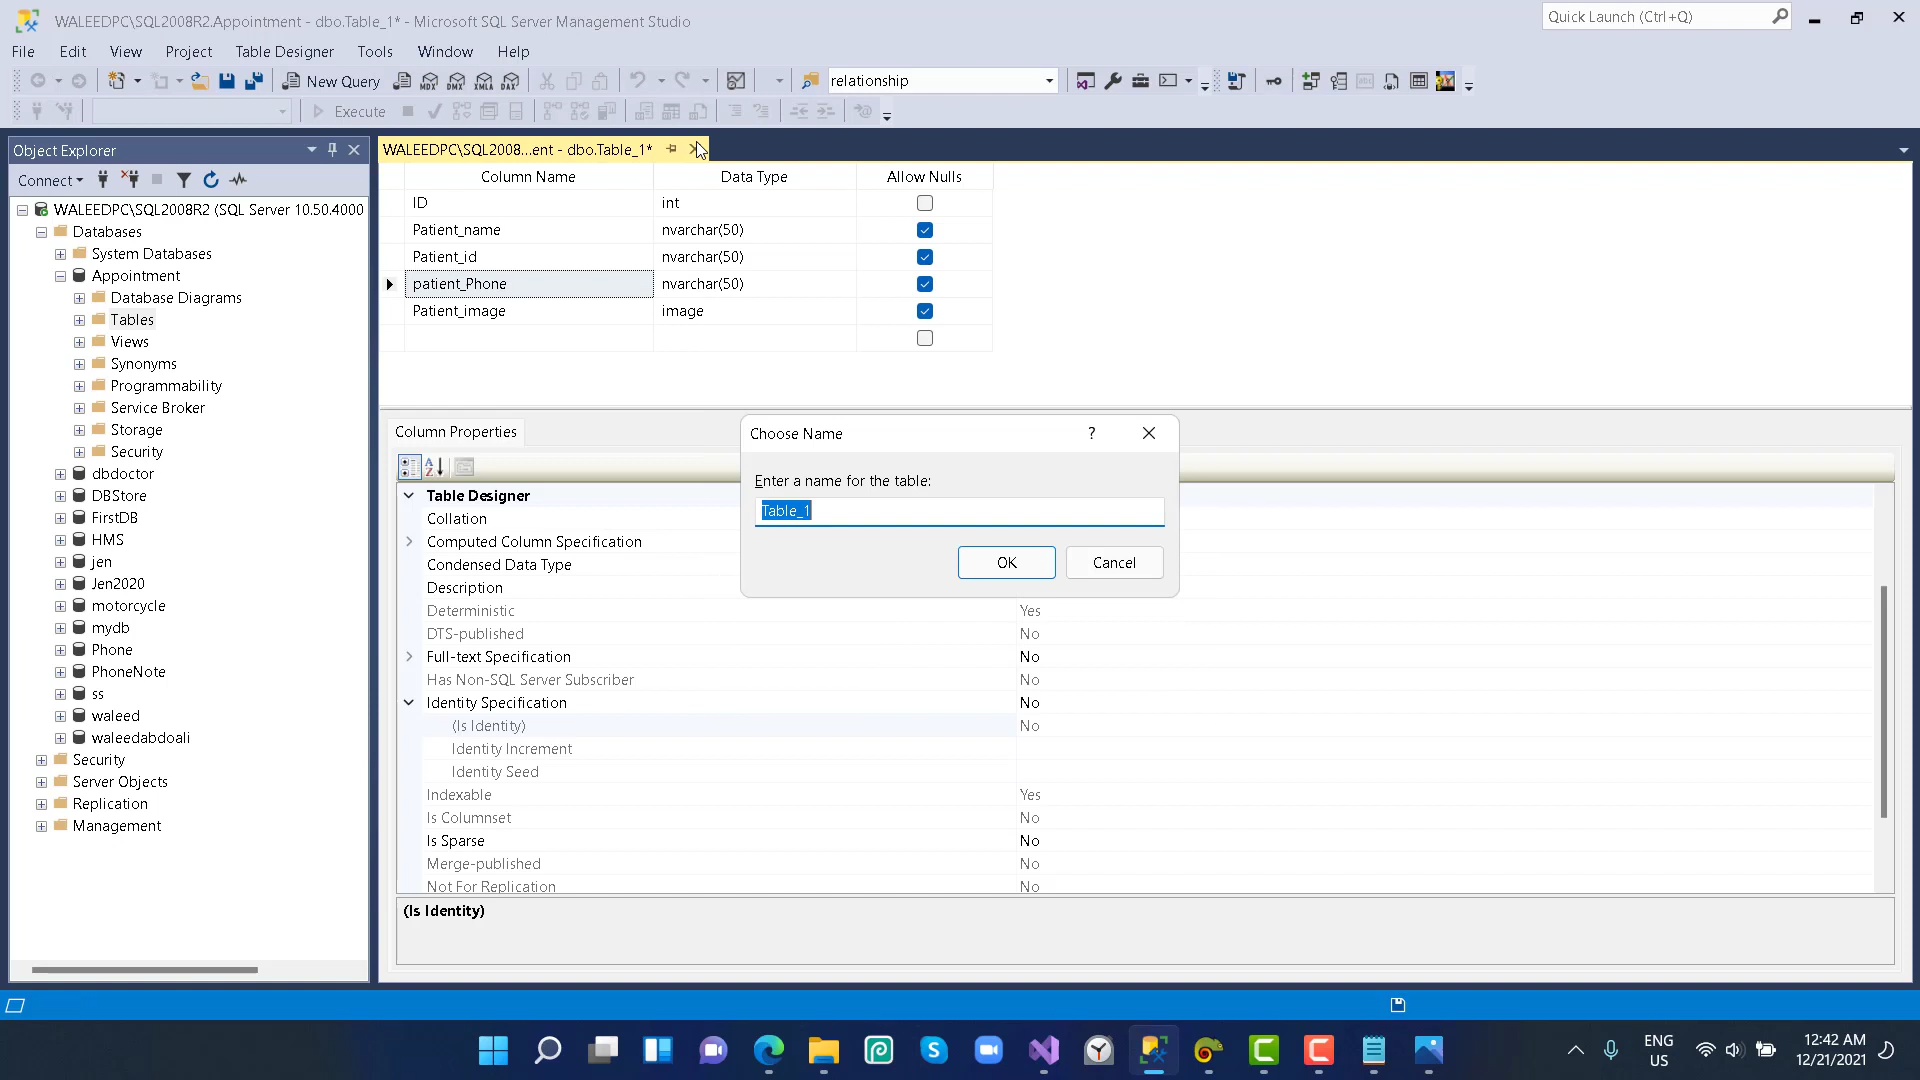 WALEEDPC\SQL2008R2.Appointment - dbo.Table_1* - Microsoft SQL Server Management Studio
Quick Launch (Ctrl+Q)
File Edit View Project Table Designer Tools Window Help
New Query
MDX DMX XMLA DAX
relationship
Execute
Object Explorer
WALEEDPC\SQL2008...ent - dbo.Table_1*
Connect
WALEEDPC\SQL2008R2 (SQL Server 10.50.4000
Databases
System Databases
Appointment
Database Diagrams
Tables
Views
Synonyms
Programmability
Service Broker
Storage
Security
dbdoctor
DBStore
FirstDB
HMS
jen
Jen2020
motorcycle
mydb
Phone
PhoneNote
ss
waleed
waleedabdoali
Security
Server Objects
Replication
Management
Column Name Data Type Allow Nulls
ID int
Patient_name nvarchar(50)
Patient_id nvarchar(50)
patient_Phone nvarchar(50)
Patient_image image
Column Properties
Table Designer
Collation
Computed Column Specification
Condensed Data Type
Description
Deterministic Yes
DTS-published No
Full-text Specification No
Has Non-SQL Server Subscriber No
Identity Specification No
(Is Identity) No
Identity Increment
Identity Seed
Indexable Yes
Is Columnset No
Is Sparse No
Merge-published No
Not For Replication No
(Is Identity)
Choose Name
?
Enter a name for the table:
Table_1
OK Cancel
ENG
US
12:42 AM
12/21/2021